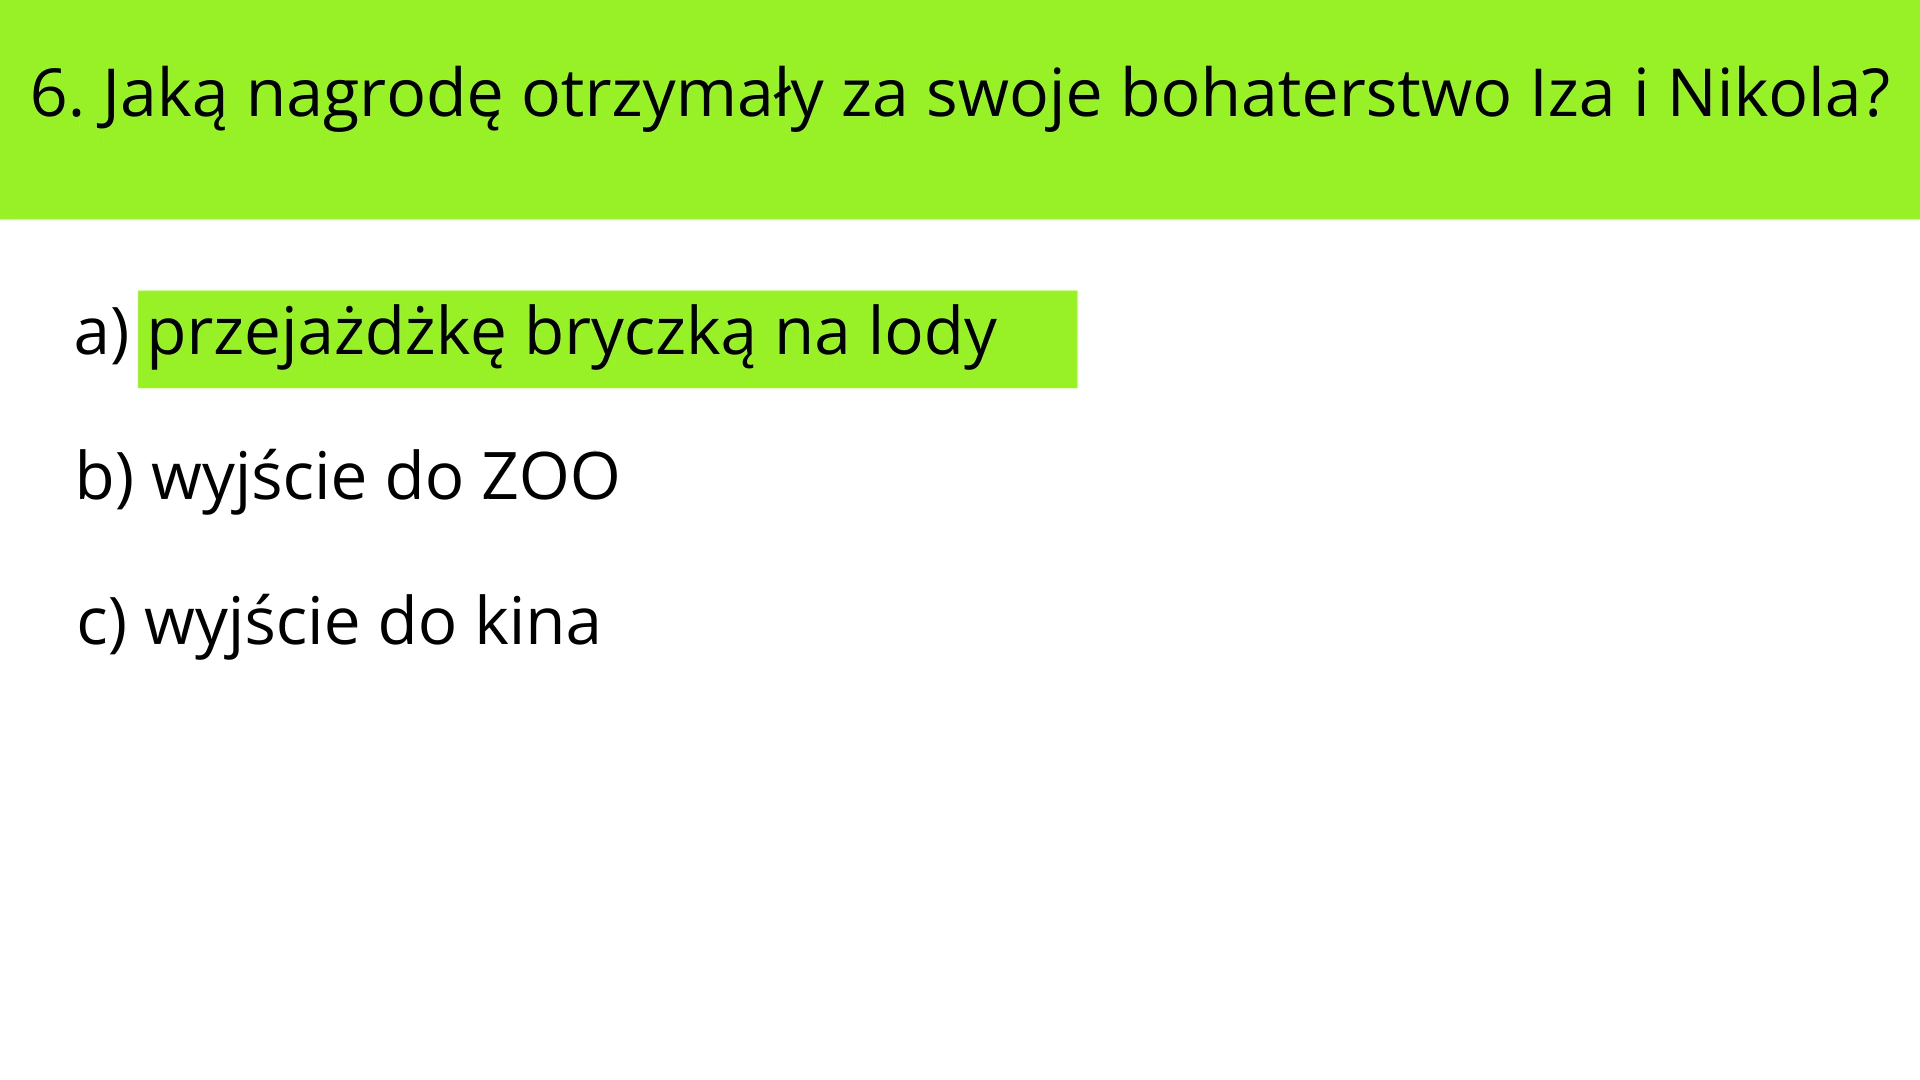 6. Jaką nagrodę otrzymały za swoje bohaterstwo Iza i Nikola?
a) przejażdżkę bryczką na lody
b) wyjście do ZOO
c) wyjście do kina